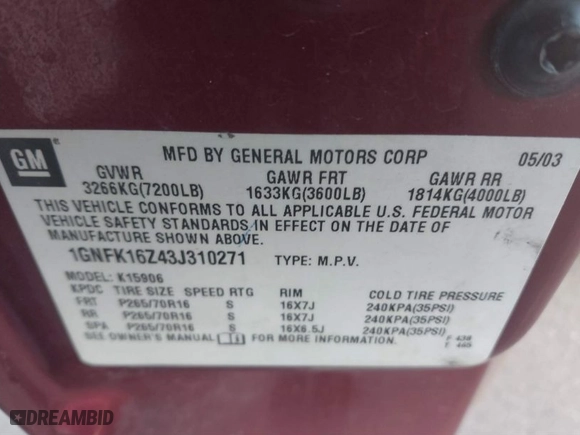 GM
MFD BY GENERAL MOTORS CORP 05/03
GVWR GAWR FRT GAWR RR
3266KG(7200LB) 1633KG(3600LB) 1814KG(4000LB)
THIS VEHICLE CONFORMS TO ALL APPLICABLE U.S. FEDERAL MOTOR
VEHICLE SAFETY STANDARDS IN EFFECT ON THE DATE OF
MANUFACTURE SHOWN ABOVE.
1GNFK16Z43J310271 TYPE: M.P.V.
MODEL: K15906
KPDC TIRE SIZE SPEED RTG RIM COLD TIRE PRESSURE
FRT P265/70R16 S 16X7J 240KPA(35PSI)
RR P265/70R16 S 16X7J 240KPA(35PSI)
SPA P265/70R16 S 16X6.5J 240KPA(35PSI)
SEE OWNER'S MANUAL FOR MORE INFORMATION.
DREAMBID